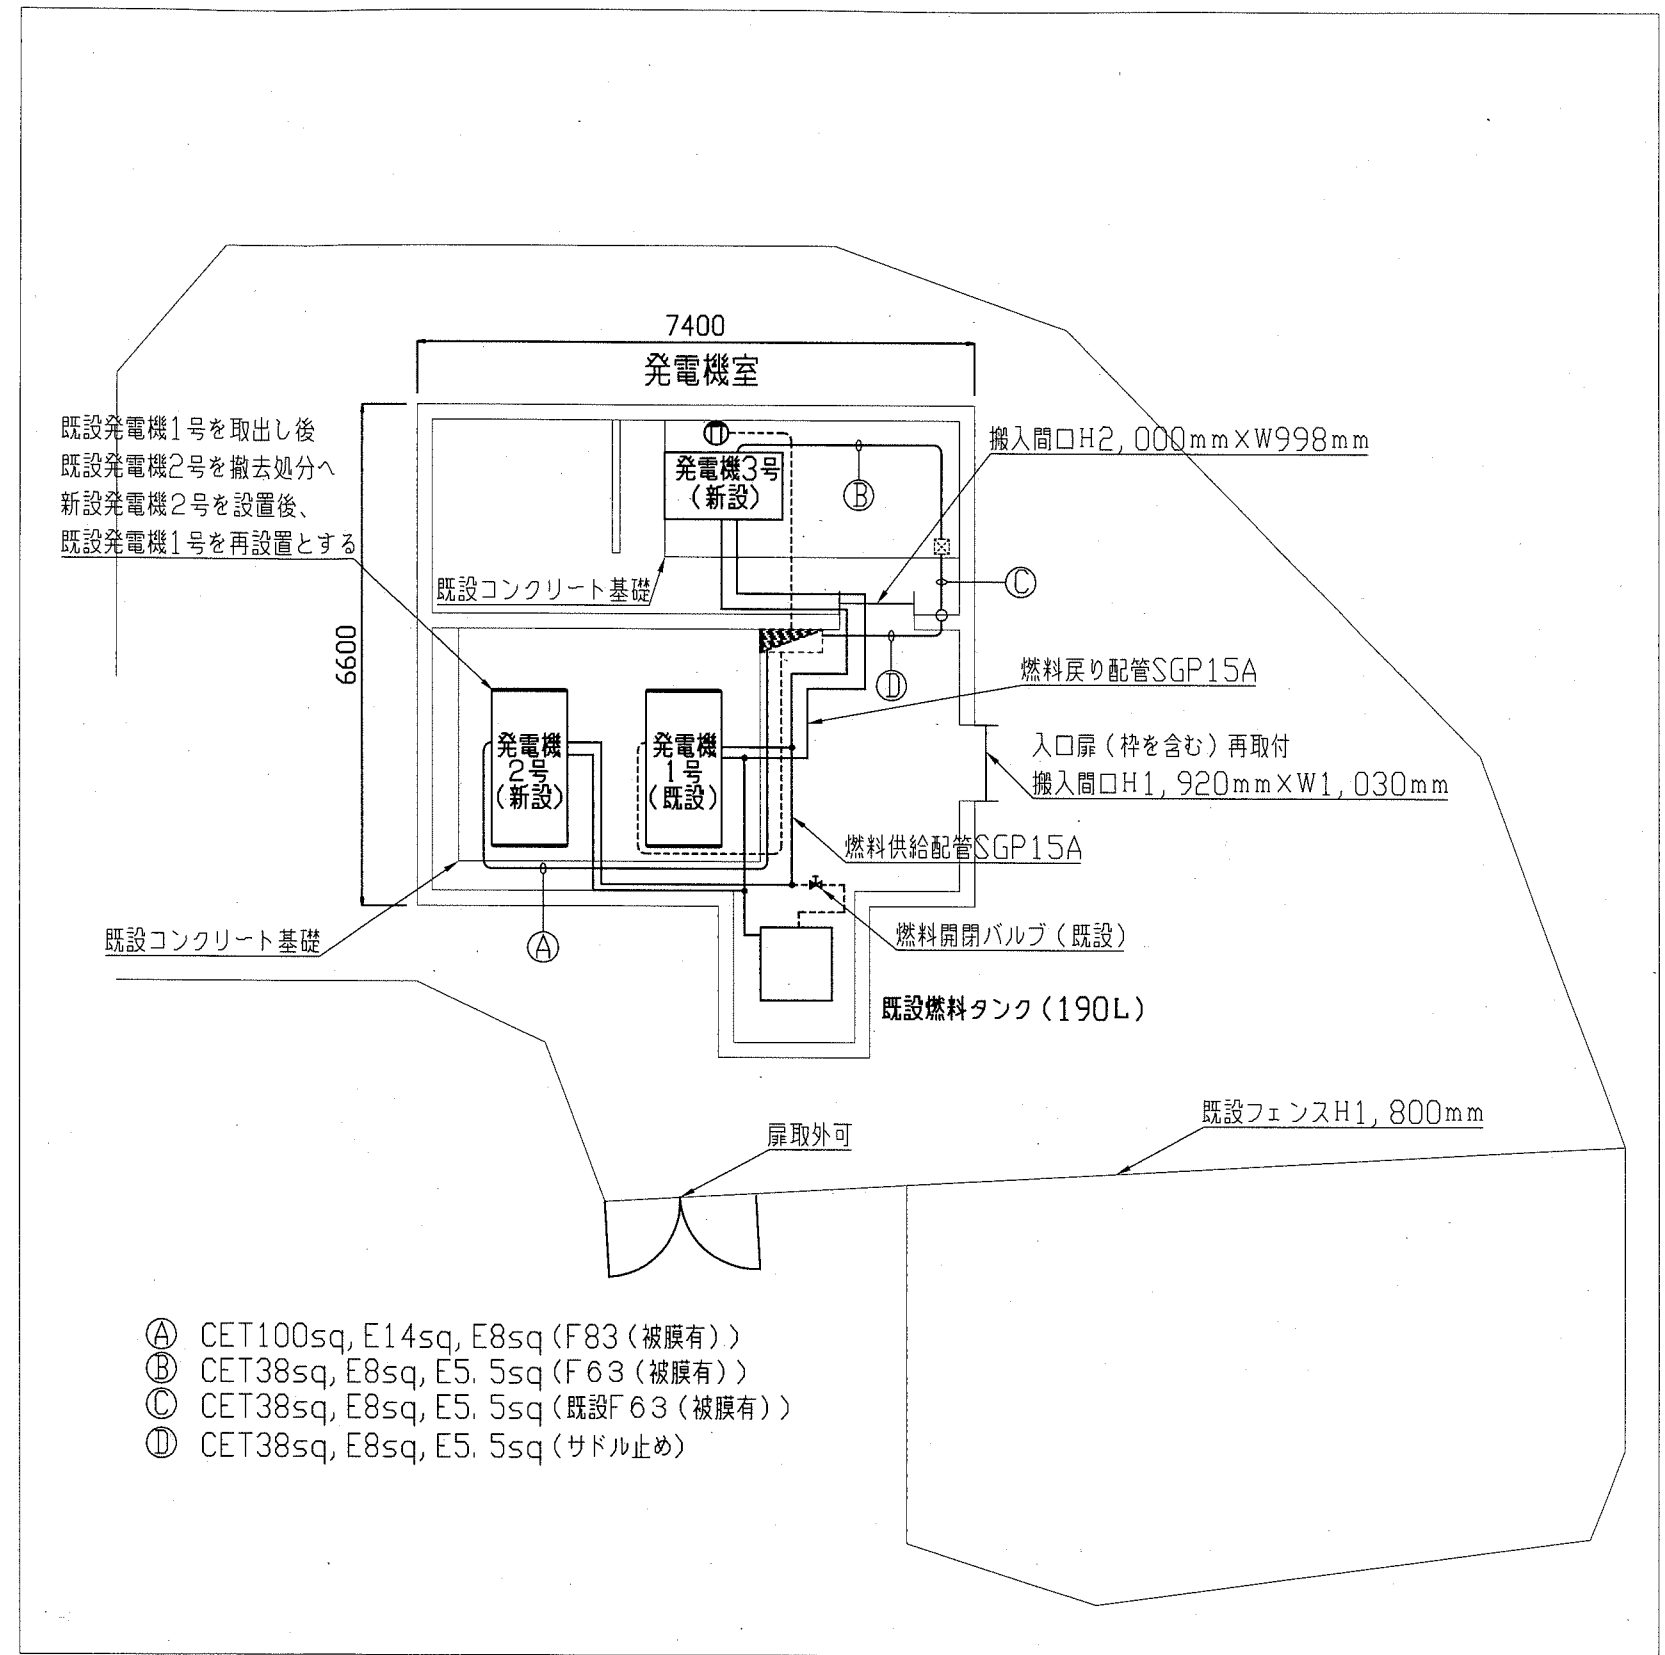 7400
発電機室
既設発電機1号を取出し後
既設発電機2号を撤去処分へ
新設発電機2号を設置後、
既設発電機1号を再設置とする
搬入間口H2,000mm×W998mm
発電機3号
(新設)
B
既設コンクリート基礎
C
6600
D
燃料戻り配管SGP15A
発電機
2号
(新設)
発電機
1号
(既設)
入口扉(枠を含む)再取付
搬入間口H1,920mm×W1,030mm
燃料供給配管SGP15A
既設コンクリート基礎
A
燃料開閉バルブ(既設)
既設燃料タンク(190L)
既設フェンスH1,800mm
扉取外可
Ⓐ CET100sq,E14sq,E8sq(F83(被膜有))
Ⓑ CET38sq,E8sq,E5.5sq(F63(被膜有))
Ⓒ CET38sq,E8sq,E5.5sq(既設F63(被膜有))
Ⓓ CET38sq,E8sq,E5.5sq(サドル止め)